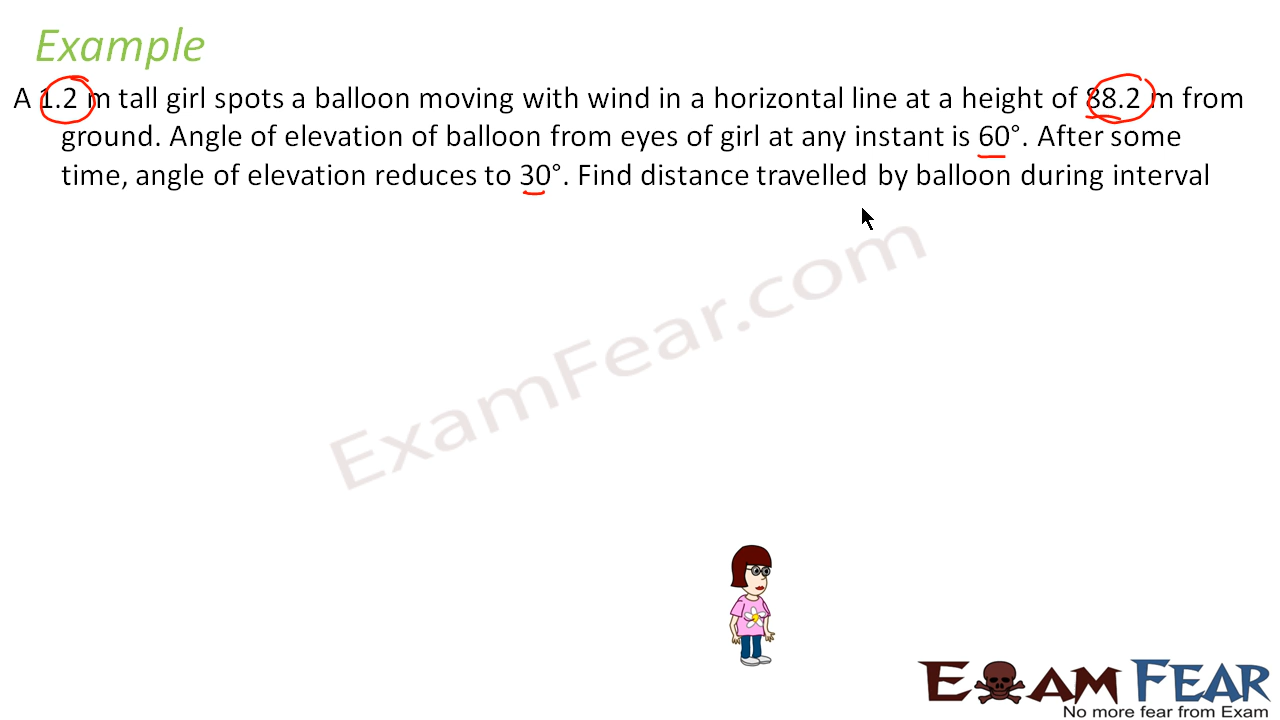 Example
A 1.2 m tall girl spots a balloon moving with wind in a horizontal line at a height of 88.2 m from
ground. Angle of elevation of balloon from eyes of girl at any instant is 60°. After some
time, angle of elevation reduces to 30°. Find distance travelled by balloon during interval
ExamFear.com
EXAM FEAR
No more fear from Exam